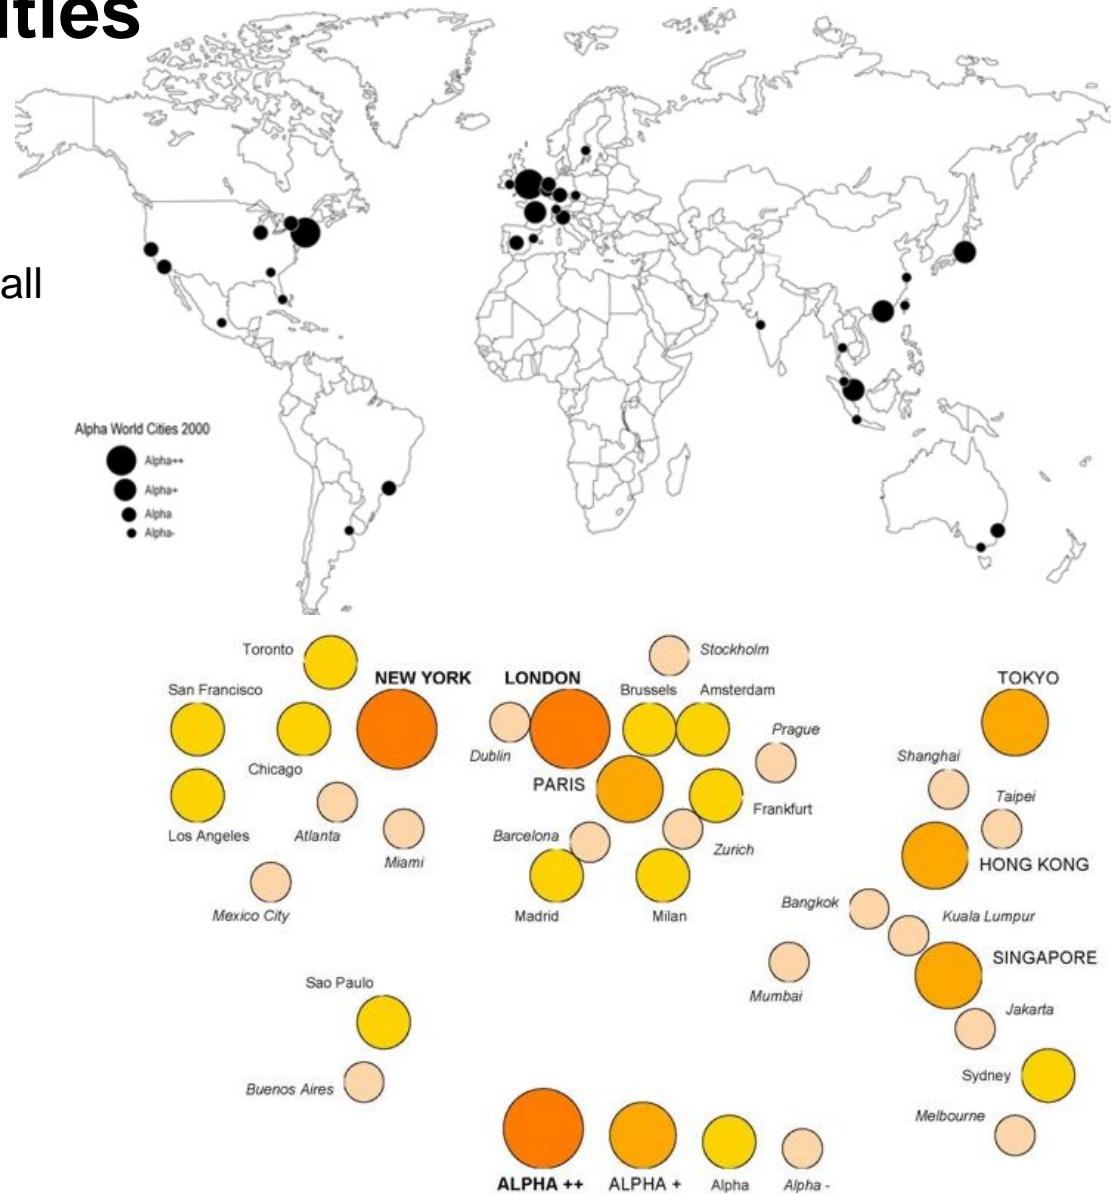 ities
all
Alpha World Cities 2000
Alpha++
Alpha+
Alpha
Alpha-
Toronto
Stockholm
NEW YORK
LONDON
TOKYO
San Francisco
Brussels
Amsterdam
Prague
Dublin
Shanghai
Chicago
PARIS
Taipei
Frankfurt
Los Angeles
Atlanta
Barcelona
Zurich
Miami
HONG KONG
Bangkok
Mexico City
Madrid
Milan
Kuala Lumpur
SINGAPORE
Sao Paulo
Mumbai
Jakarta
Sydney
Buenos Aires
Melbourne
ALPHA ++
ALPHA +
Alpha
Alpha -